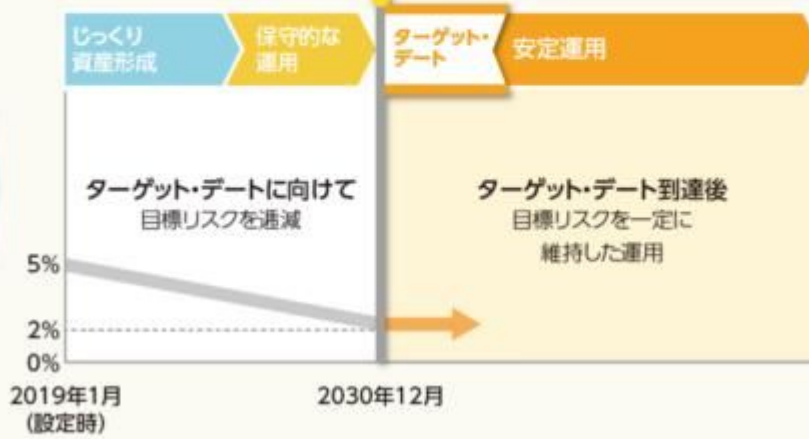 じっくり
資産形成
保守的な
運用
ターゲット・
デート
安定運用
ターゲット・デートに向けて
目標リスクを逓減
ターゲット・デート到達後
目標リスクを一定に
維持した運用
5%
2%
0%
2019年1月
(設定時)
2030年12月